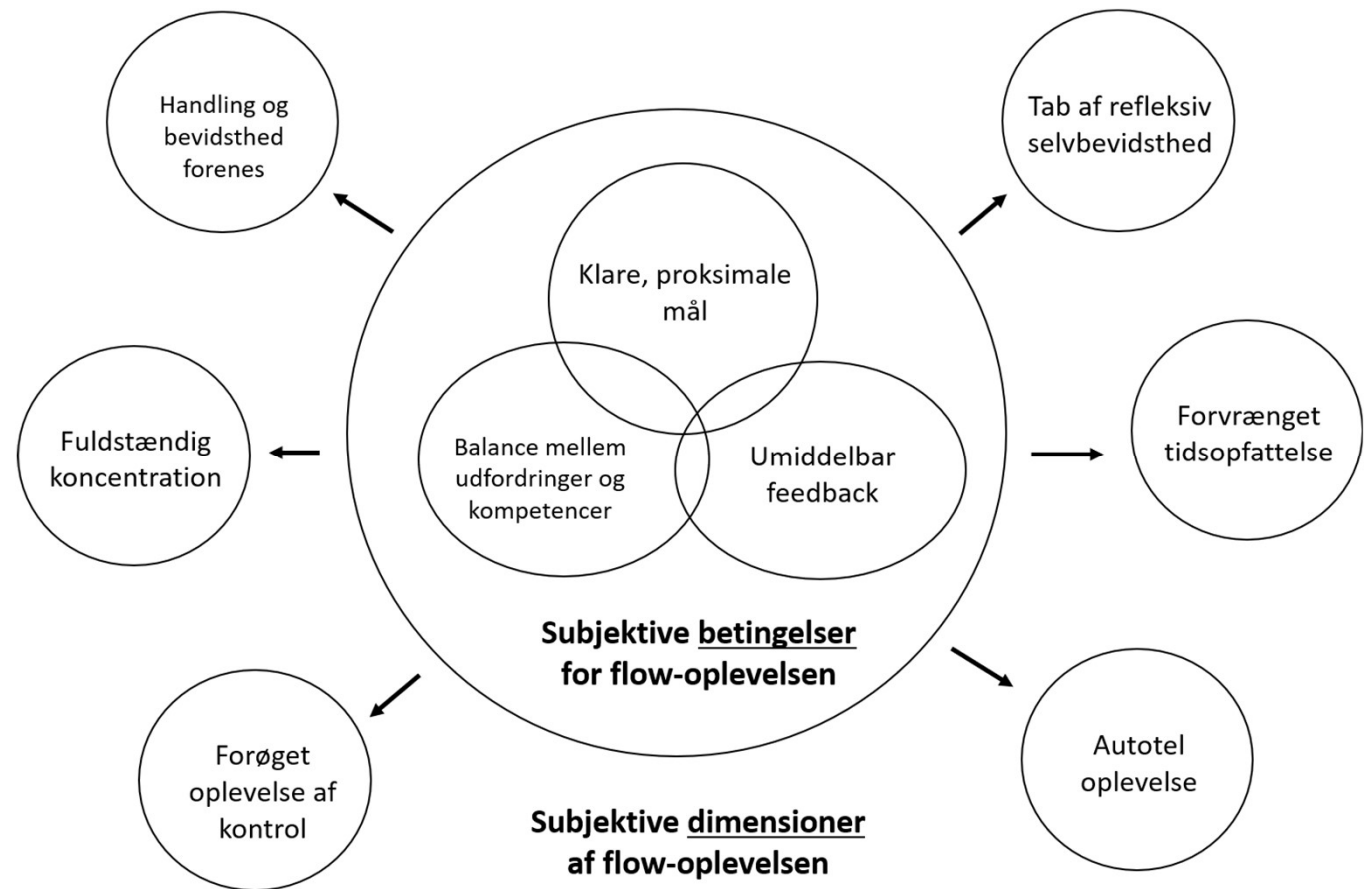 Handling og
bevidsthed
forenes
Tab af refleksiv
selvbevidsthed
Klare, proksimale
mål
Fuldstændig
koncentration
Balance mellem
udfordringer og
kompetencer
Umiddelbar
feedback
Forvrænget
tidsopfattelse
Subjektive betingelser
for flow-oplevelsen
Forøget
oplevelse af
kontrol
Autotel
oplevelse
Subjektive dimensioner
af flow-oplevelsen